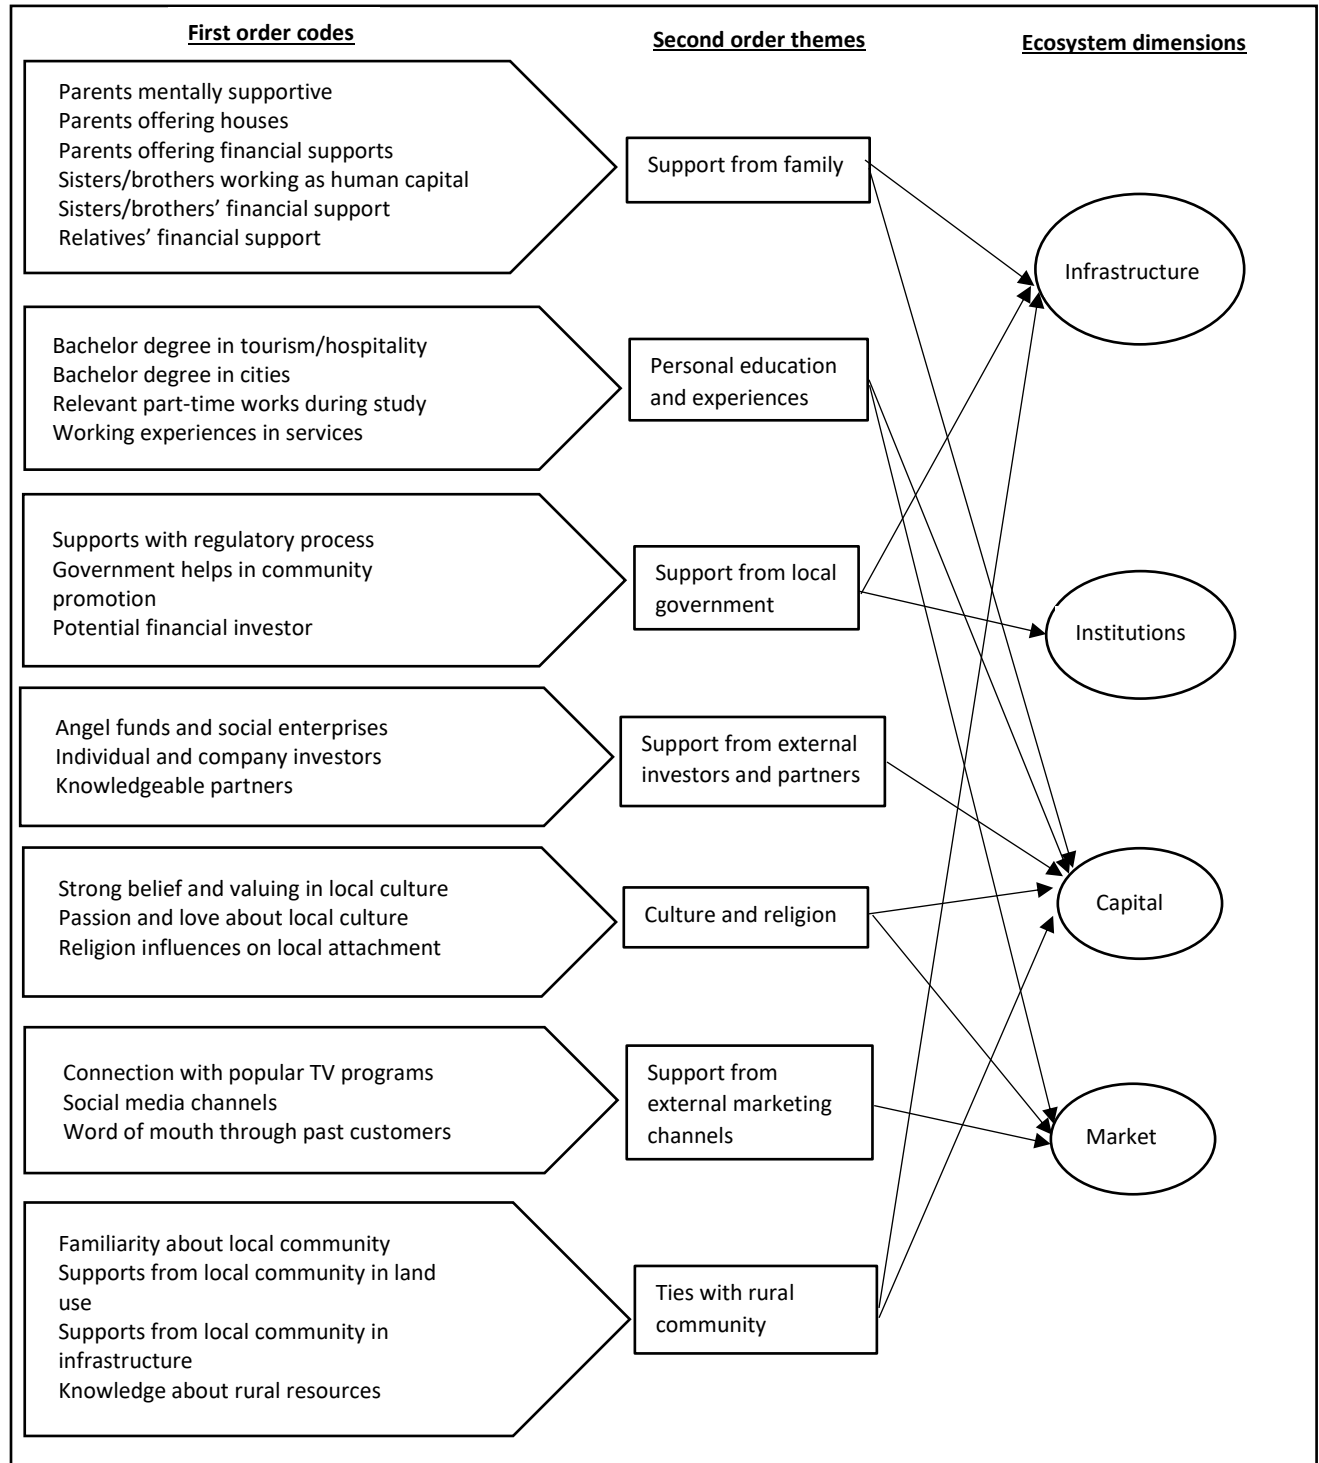 First order codes
Second order themes
Ecosystem dimensions
Parents mentally supportive
Parents offering houses
Parents offering financial supports
Sisters/brothers working as human capital
Sisters/brothers’ financial support
Relatives’ financial support
Support from family
Infrastructure
Bachelor degree in tourism/hospitality
Bachelor degree in cities
Relevant part-time works during study
Working experiences in services
Personal education
and experiences
Supports with regulatory process
Government helps in community
promotion
Potential financial investor
Support from local
government
Institutions
Angel funds and social enterprises
Individual and company investors
Knowledgeable partners
Support from external
investors and partners
Strong belief and valuing in local culture
Passion and love about local culture
Religion influences on local attachment
Culture and religion
Capital
Connection with popular TV programs
Social media channels
Word of mouth through past customers
Support from
external marketing
channels
Market
Familiarity about local community
Supports from local community in land
use
Supports from local community in
infrastructure
Knowledge about rural resources
Ties with rural
community